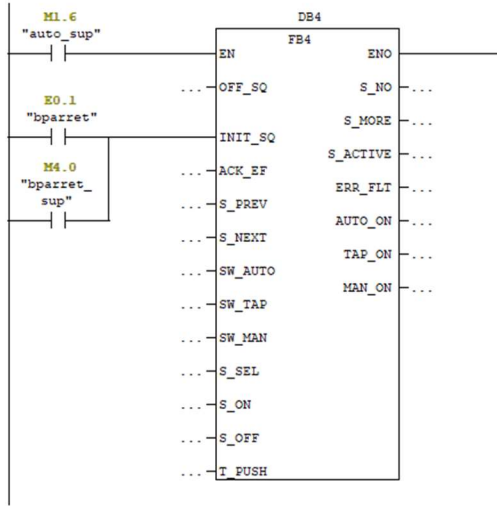 M1.6
"auto_sup"
E0.1
"bparret"
M4.0
"bparret_
sup"
DB4
FB4
EN
ENO
... OFF_SQ
S_NO ...
INIT_SQ
S_MORE ...
... ACK_EF
S_ACTIVE ...
... S_PREV
ERR_FLT ...
... S_NEXT
AUTO_ON ...
... SW_AUTO
TAP_ON ...
... SW_TAP
MAN_ON ...
... SW_MAN
... S_SEL
... S_ON
... S_OFF
... T_PUSH